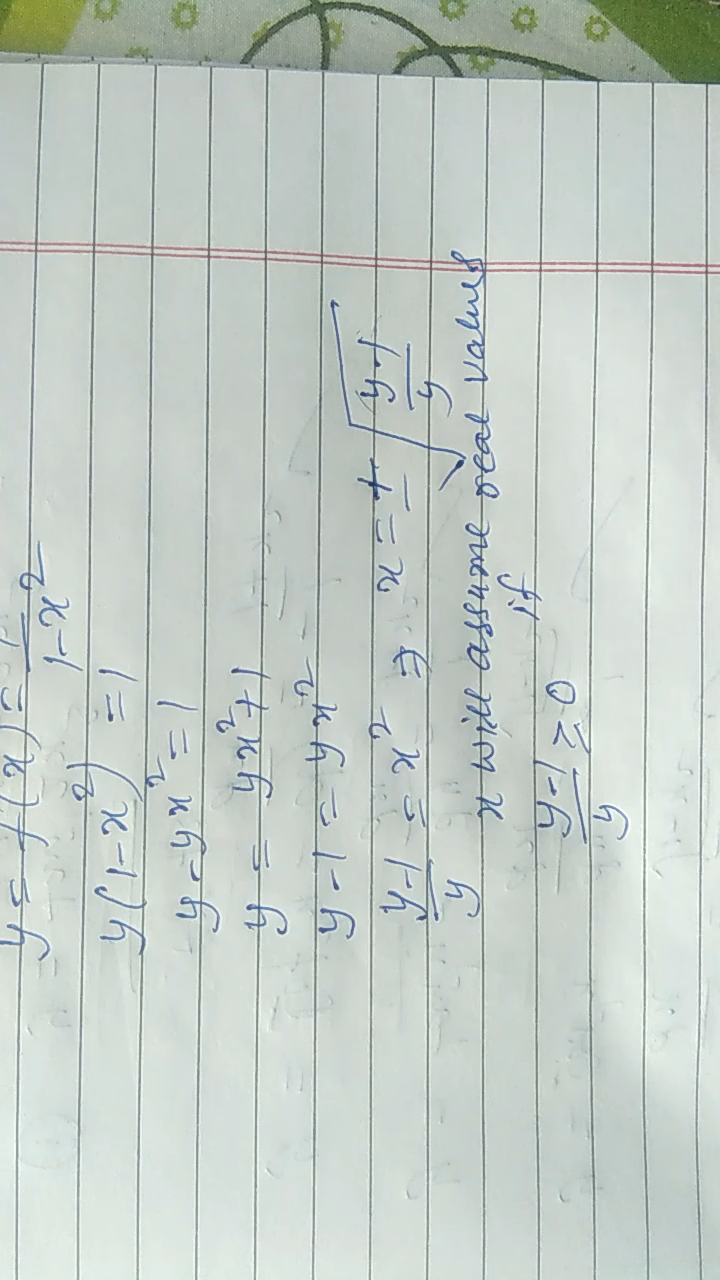 y = f(x) = 1/(1-x²)
y(1-x²) = 1
y - yx² = 1
y = yx² + 1
y - 1 = yx²
(y-1)/y = x² ⇒ x = ±√((y-1)/y)
x will assume real values
if
(y-1)/y ≥ 0